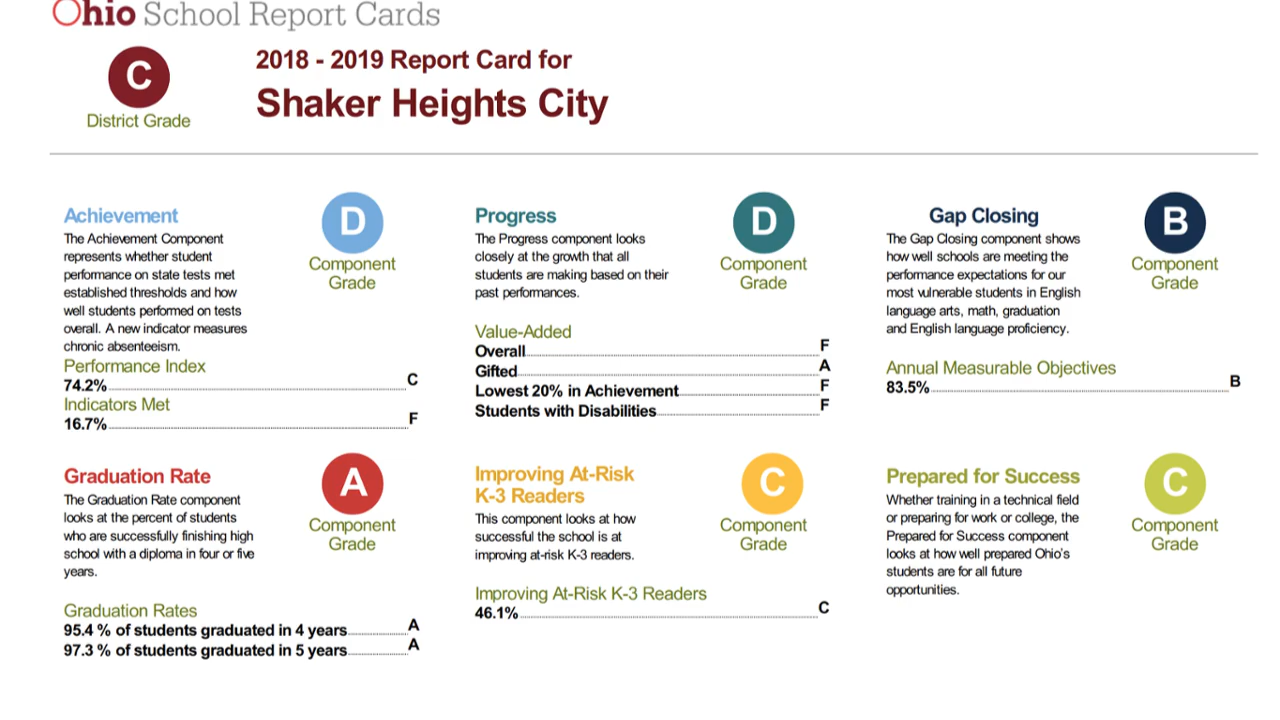 Ohio School Report Cards
C
District Grade
2018 - 2019 Report Card for
Shaker Heights City
Achievement
The Achievement Component
represents whether student
performance on state tests met
established thresholds and how
well students performed on tests
overall. A new indicator measures
chronic absenteeism.
D
Component
Grade
Performance Index
74.2% C
Indicators Met
16.7% F
Progress
The Progress component looks
closely at the growth that all
students are making based on their
past performances.
D
Component
Grade
Value-Added
Overall F
Gifted A
Lowest 20% in Achievement F
Students with Disabilities F
Gap Closing
The Gap Closing component shows
how well schools are meeting the
performance expectations for our
most vulnerable students in English
language arts, math, graduation
and English language proficiency.
B
Component
Grade
Annual Measurable Objectives
83.5% B
Graduation Rate
The Graduation Rate component
looks at the percent of students
who are successfully finishing high
school with a diploma in four or five
years.
A
Component
Grade
Graduation Rates
95.4 % of students graduated in 4 years A
97.3 % of students graduated in 5 years A
Improving At-Risk
K-3 Readers
This component looks at how
successful the school is at
improving at-risk K-3 readers.
C
Component
Grade
Improving At-Risk K-3 Readers
46.1% C
Prepared for Success
Whether training in a technical field
or preparing for work or college, the
Prepared for Success component
looks at how well prepared Ohio's
students are for all future
opportunities.
C
Component
Grade